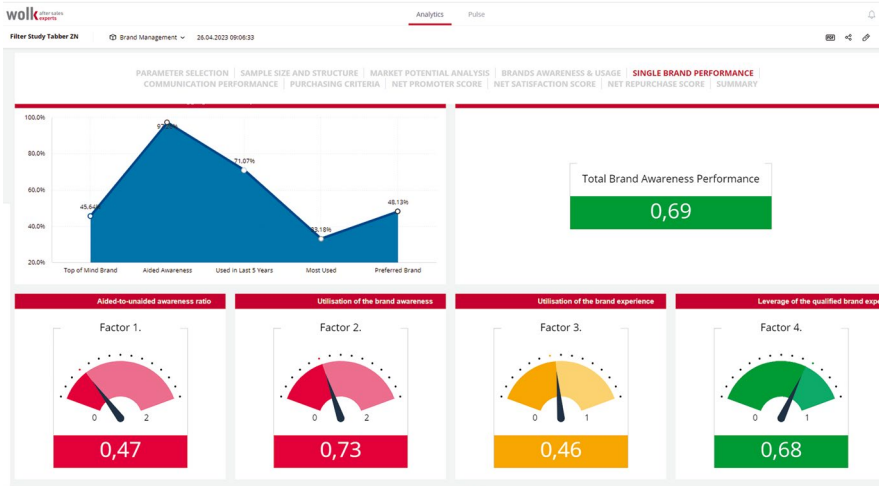 wolk after sales experts
Analytics Pulse
Filter Study Tabber ZN Brand Management 26.04.2023 09:06:33
PARAMETER SELECTION | SAMPLE SIZE AND STRUCTURE | MARKET POTENTIAL ANALYSIS | BRANDS AWARENESS & USAGE | SINGLE BRAND PERFORMANCE
COMMUNICATION PERFORMANCE | PURCHASING CRITERIA | NET PROMOTER SCORE | NET SATISFACTION SCORE | NET REPURCHASE SCORE | SUMMARY
100.0%
80.0%
60.0%
40.0%
20.0%
45.64%
71.07%
33.18%
48.13%
Top of Mind Brand Aided Awareness Used in Last 5 Years Most Used Preferred Brand
Total Brand Awareness Performance
0,69
Aided-to-unaided awareness ratio
Factor 1.
0 2
0,47
Utilisation of the brand awareness
Factor 2.
0 2
0,73
Utilisation of the brand experience
Factor 3.
0 1
0,46
Leverage of the qualified brand expe
Factor 4.
0 1
0,68